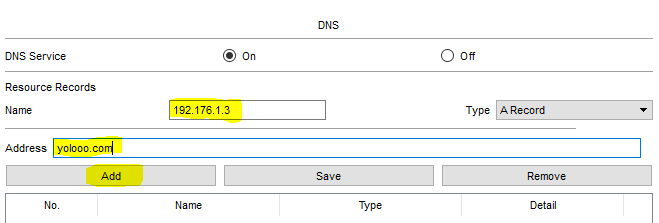 DNS
DNS Service On Off
Resource Records
Name 192.176.1.3 Type A Record
Address yolooo.com
Add Save Remove
No. Name Type Detail